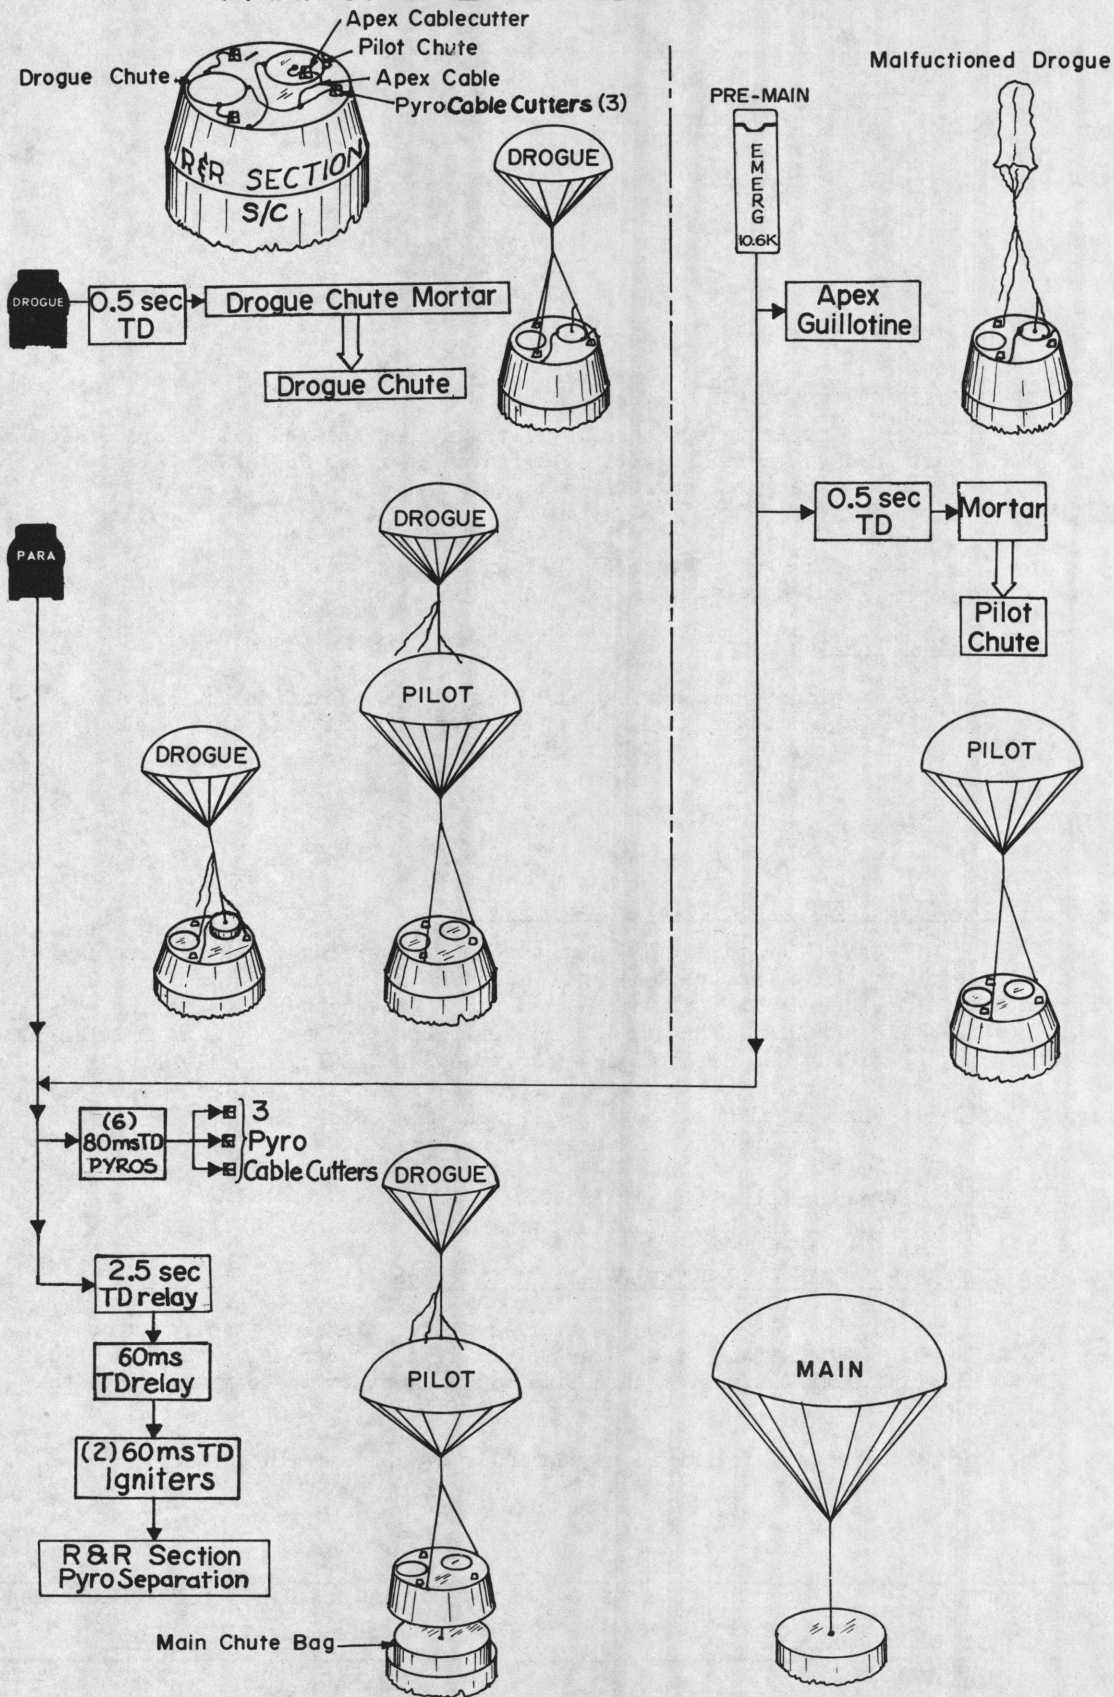 Apex Cablecutter
Pilot Chute
Drogue Chute
Apex Cable
Pyro Cable Cutters (3)
R&R SECTION
S/C
DROGUE
DROGUE
0.5 sec
TD
Drogue Chute Mortar
Drogue Chute
Malfuctioned Drogue
PRE-MAIN
EMERG
10.6K
Apex
Guillotine
0.5 sec
TD
Mortar
Pilot
Chute
PILOT
PARA
DROGUE
PILOT
DROGUE
(6)
80msTD
PYROS
3
Pyro
Cable Cutters
2.5 sec
TD relay
60ms
TDrelay
(2) 60msTD
Igniters
R & R Section
Pyro Separation
DROGUE
PILOT
Main Chute Bag
MAIN